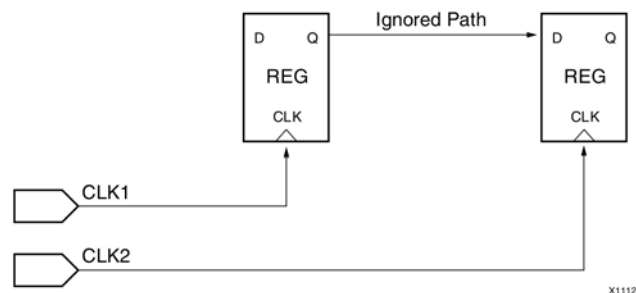 Ignored Path
D Q
D Q
REG
REG
CLK
CLK
CLK1
CLK2
X1112